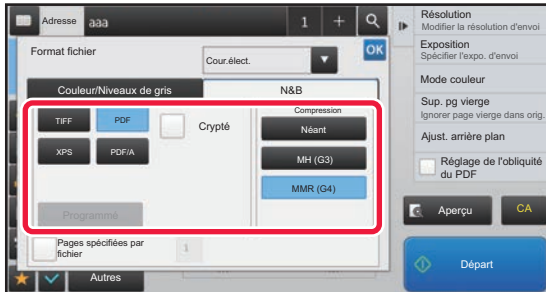 Adresse
aaa
1
Format fichier
Cour.élect.
OK
Couleur/Niveaux de gris
N&B
TIFF
PDF
Crypté
XPS
PDF/A
Programmé
Compression
Néant
MH (G3)
MMR (G4)
Pages spécifiées par
fichier
1
Autres
Résolution
Modifier la résolution d'envoi
Exposition
Spécifier l'expo. d'envoi
Mode couleur
Sup. pg vierge
Ignorer page vierge dans orig.
Ajust. arrière plan
Réglage de l'obliquité
du PDF
Aperçu
CA
Départ